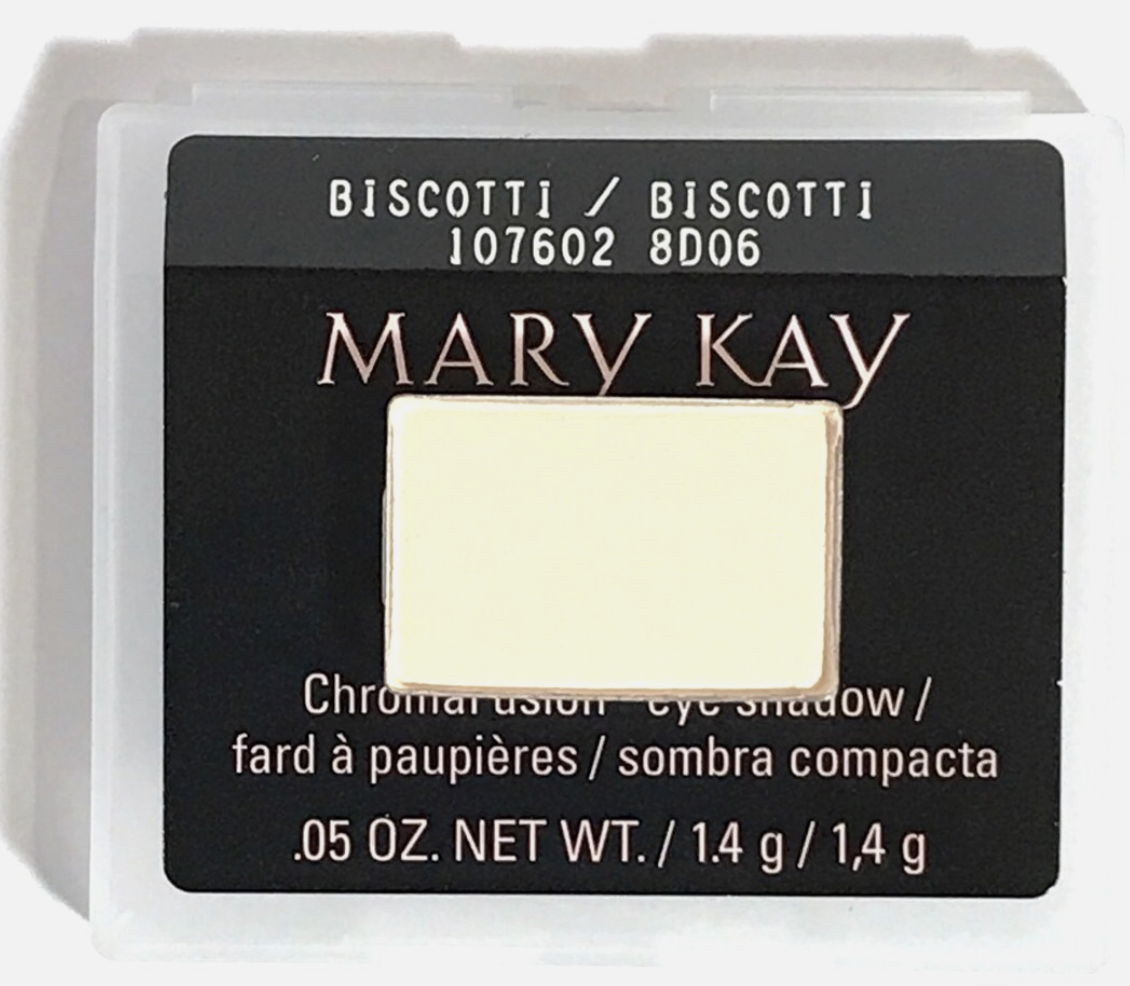 BISCOTTI / BISCOTTI
107602 8D06
MARY KAY
ChromaFusion eye shadow /
fard à paupières / sombra compacta
.05 OZ. NET WT. / 1.4 g / 1,4 g